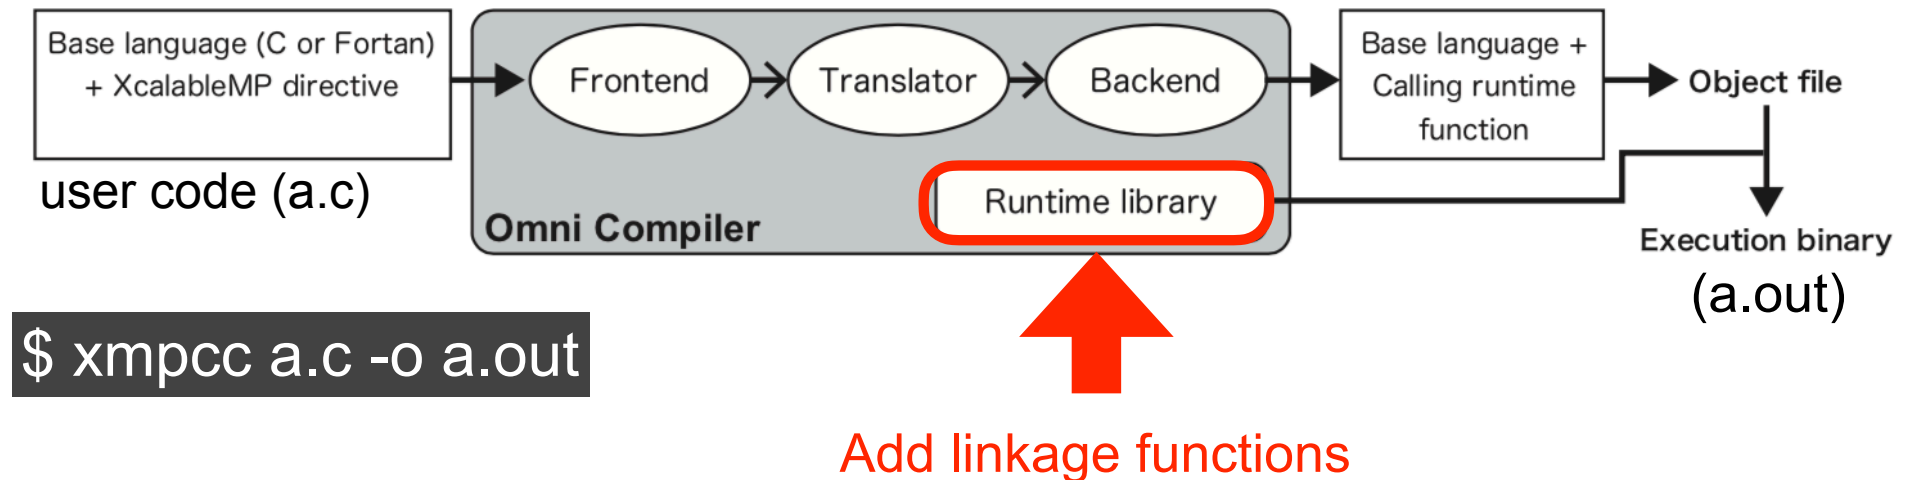 Base language (C or Fortan)
+ XcalableMP directive
user code (a.c)
Frontend
Translator
Backend
Runtime library
Omni Compiler
Base language +
Calling runtime
function
Object file
Execution binary
(a.out)
$ xmpcc a.c -o a.out
Add linkage functions